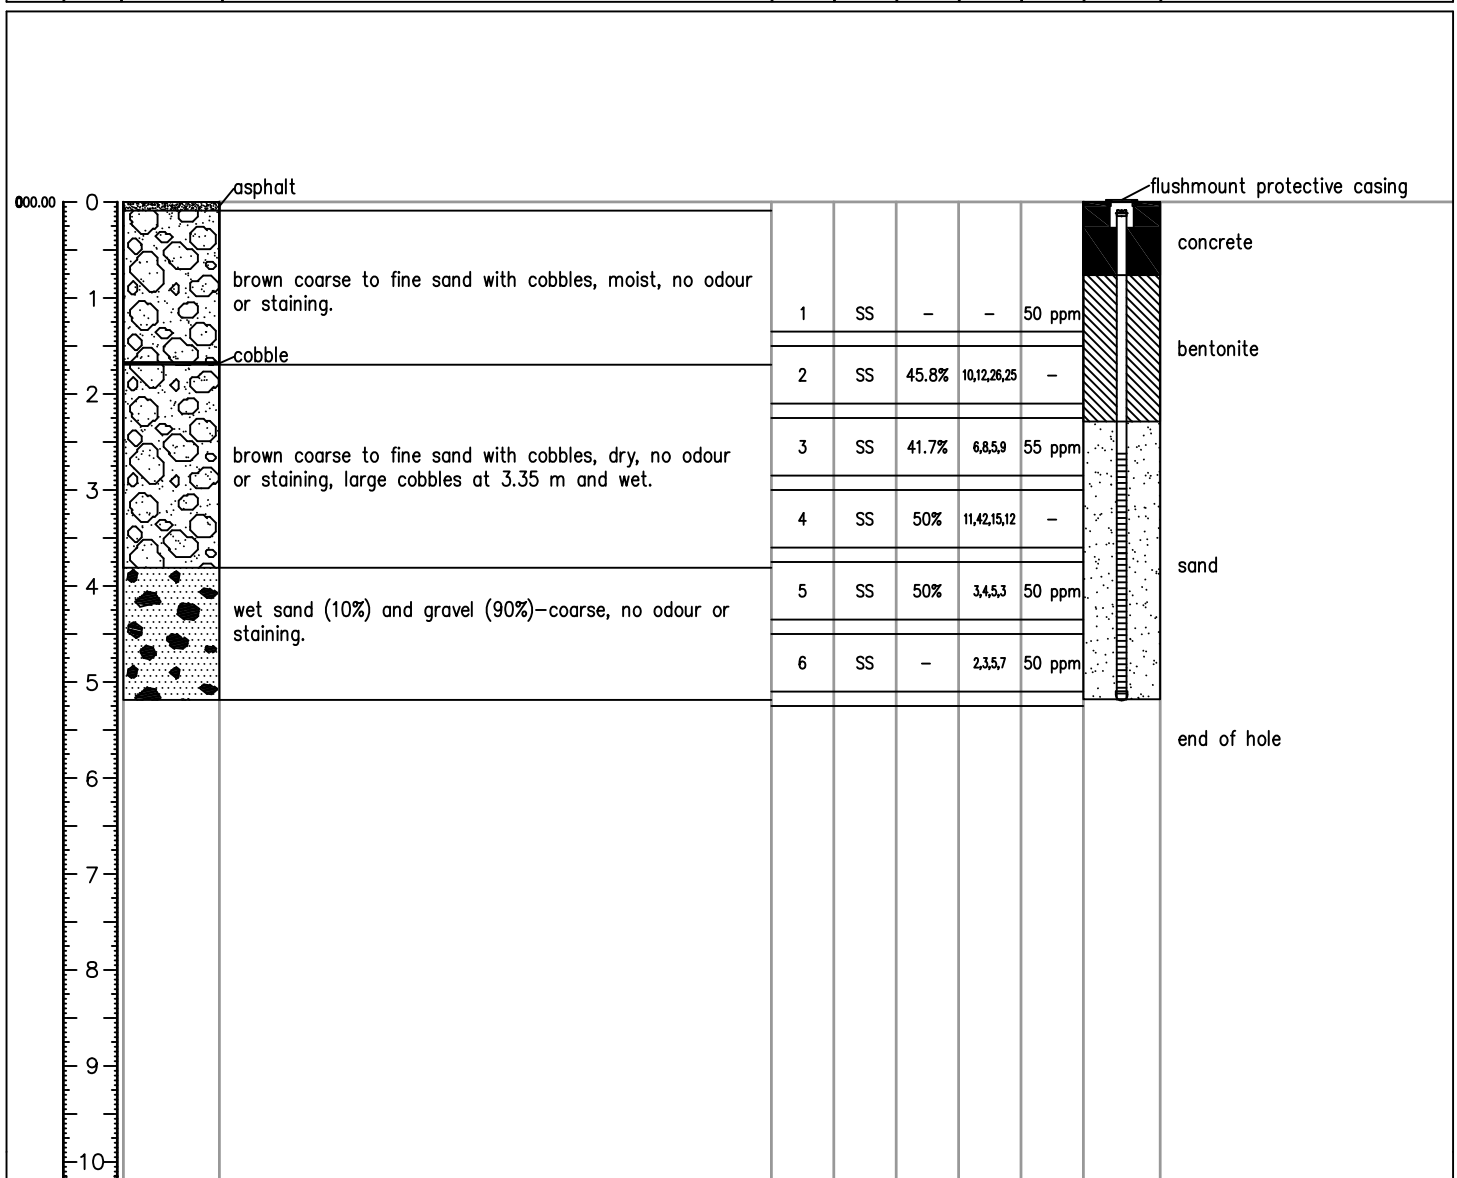 asphalt
flushmount protective casing
000.00
0
concrete
brown coarse to fine sand with cobbles, moist, no odour
or staining.
1
1 SS – – 50 ppm
bentonite
cobble
2 SS 45.8% 10,12,26,25 –
2
3 SS 41.7% 6,8,5,9 55 ppm
brown coarse to fine sand with cobbles, dry, no odour
or staining, large cobbles at 3.35 m and wet.
3
4 SS 50% 11,42,15,12 –
sand
4
5 SS 50% 3,4,5,3 50 ppm
wet sand (10%) and gravel (90%)–coarse, no odour or
staining.
6 SS – 2,3,5,7 50 ppm
5
end of hole
6
7
8
9
10